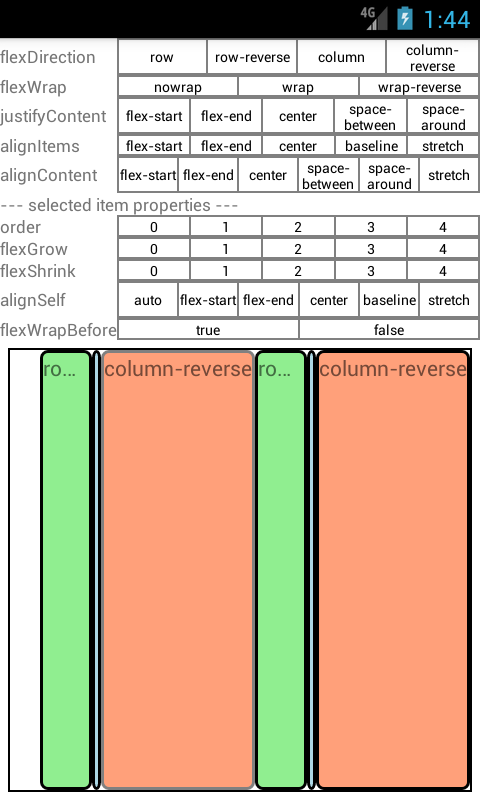 4G 1:44
flexDirection row row-reverse column column-reverse
flexWrap nowrap wrap wrap-reverse
justifyContent flex-start flex-end center space-between space-around
alignItems flex-start flex-end center baseline stretch
alignContent flex-start flex-end center space-between space-around stretch
--- selected item properties ---
order 0 1 2 3 4
flexGrow 0 1 2 3 4
flexShrink 0 1 2 3 4
alignSelf auto flex-start flex-end center baseline stretch
flexWrapBefore true false
ro... column-reverse ro... column-reverse